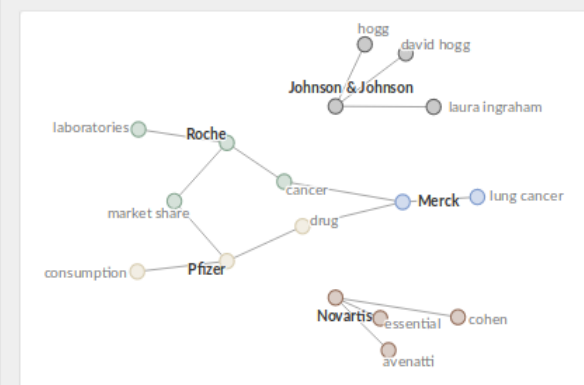 hogg
david hogg
Johnson & Johnson
laura ingraham
laboratories
Roche
cancer
Merck
lung cancer
market share
drug
consumption
Pfizer
Novartis
essential
cohen
avenatti